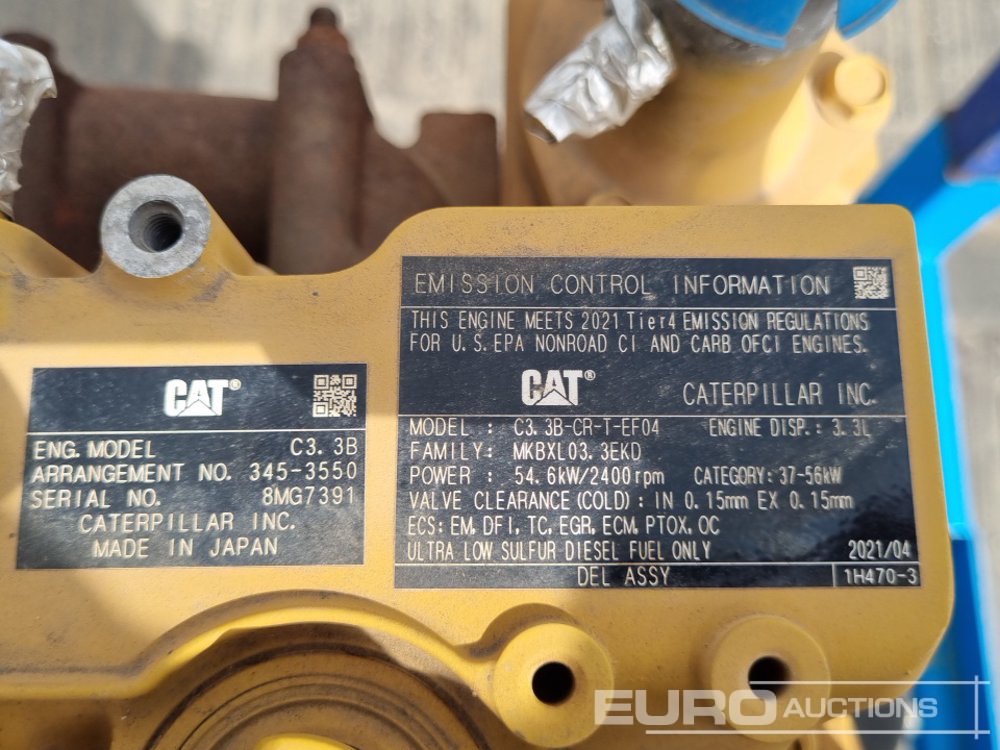 CAT®
ENG. MODEL C3.3B
ARRANGEMENT NO. 345-3550
SERIAL NO. 8MG7391
CATERPILLAR INC.
MADE IN JAPAN
EMISSION CONTROL INFORMATION
THIS ENGINE MEETS 2021 Tier4 EMISSION REGULATIONS
FOR U.S.EPA NONROAD CI AND CARB OFCI ENGINES.
CAT® CATERPILLAR INC.
MODEL : C3.3B-CR-T-EF04 ENGINE DISP.: 3.3L
FAMILY: MKBXL03.3EKD
POWER : 54.6kW/2400rpm CATEGORY: 37-56kW
VALVE CLEARANCE(COLD): IN 0.15mm EX 0.15mm
ECS: EM, DFI, TC, EGR, ECM, PTOX, OC
ULTRA LOW SULFUR DIESEL FUEL ONLY 2021/04
DEL ASSY 1H470-3
EURO AUCTIONS